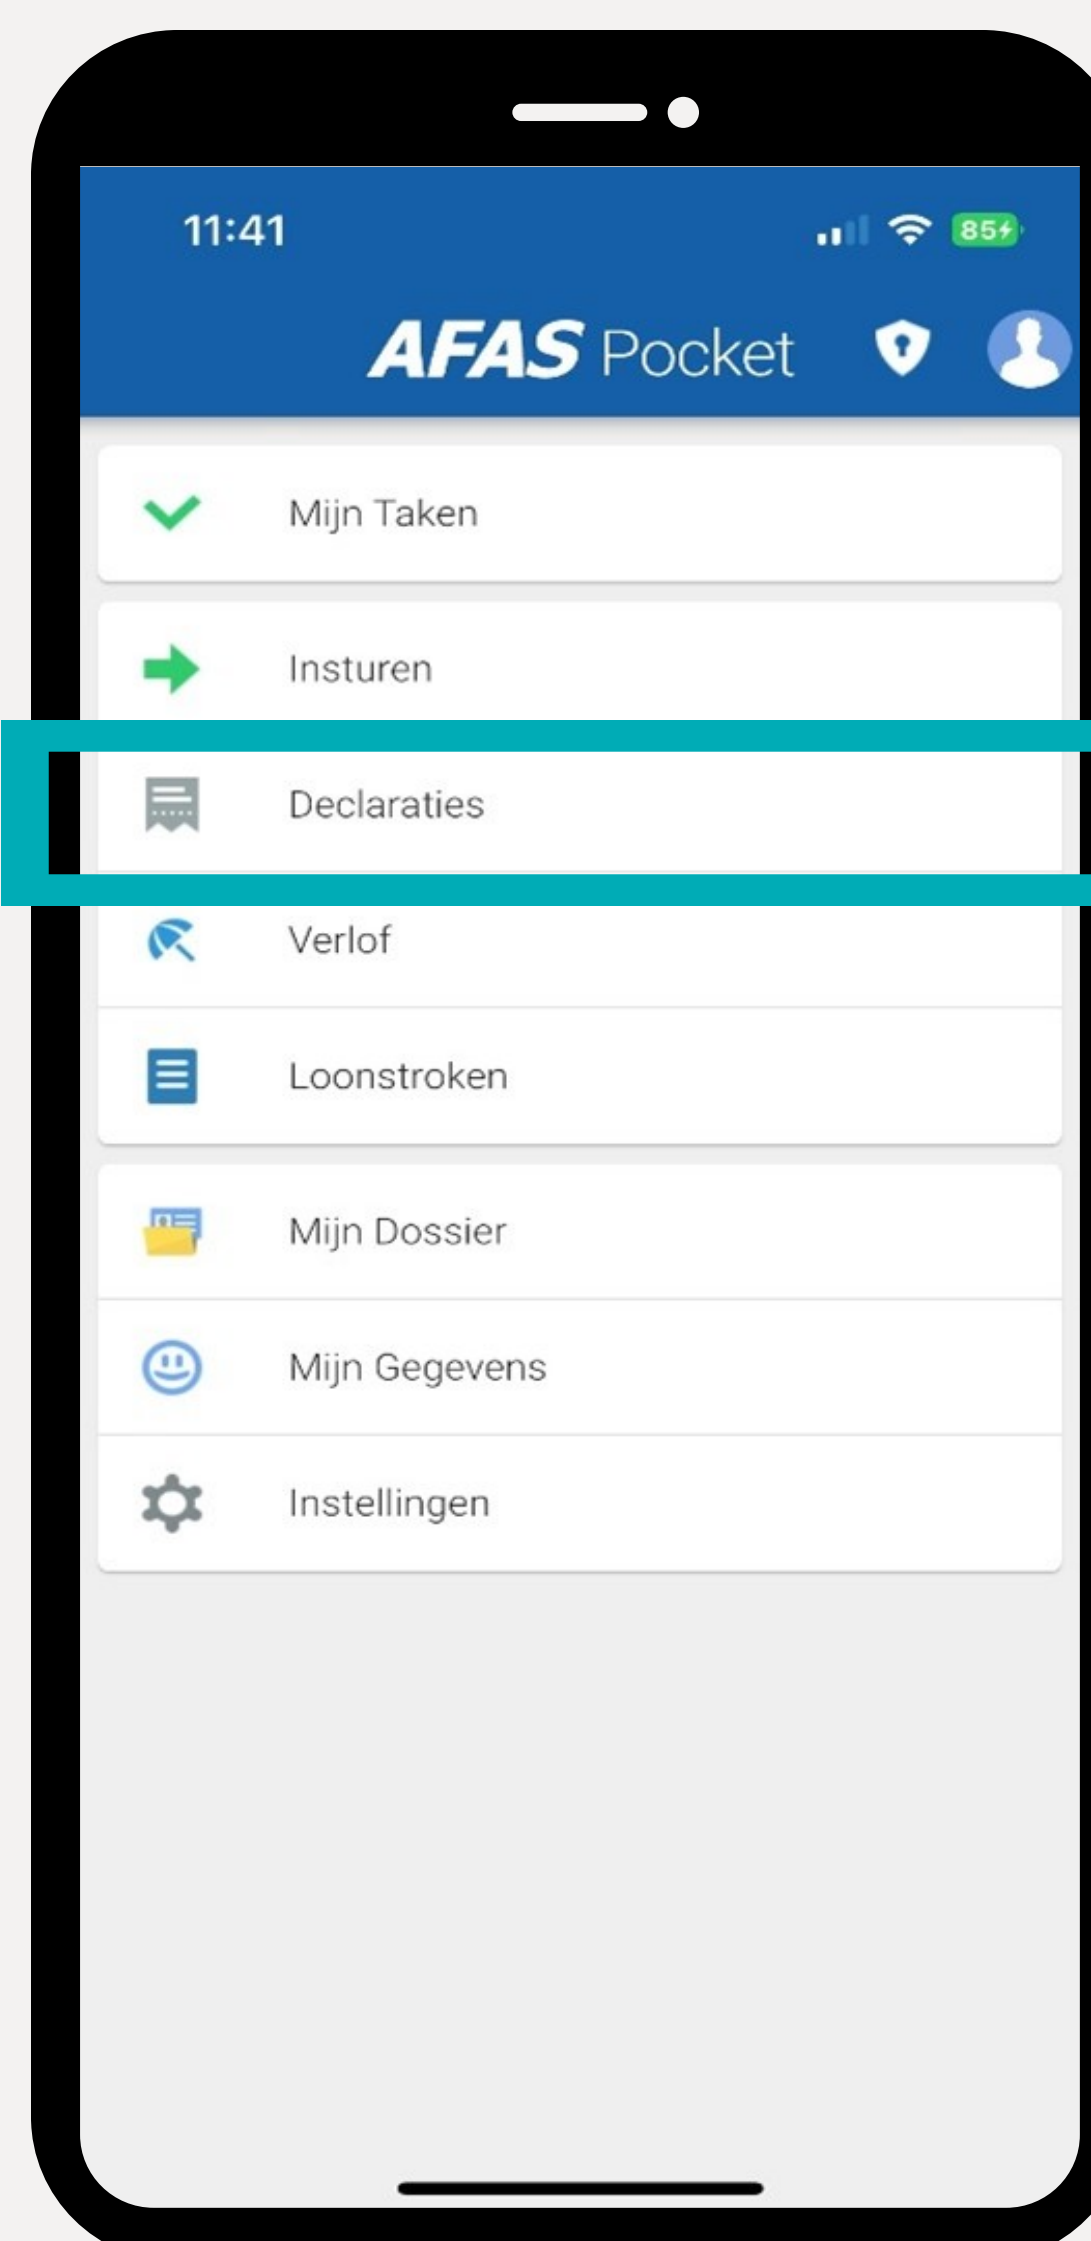 11:41
85
AFAS Pocket
Mijn Taken
Insturen
Declaraties
Verlof
Loonstroken
Mijn Dossier
Mijn Gegevens
Instellingen